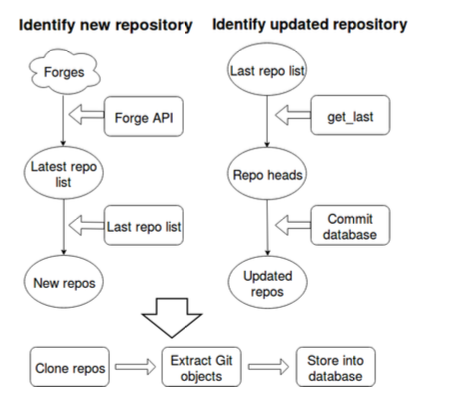 Identify new repository
Forges
Forge API
Latest repo
list
Last repo list
New repos
Identify updated repository
Last repo list
get_last
Repo heads
Commit
database
Updated
repos
Clone repos
Extract Git
objects
Store into
database